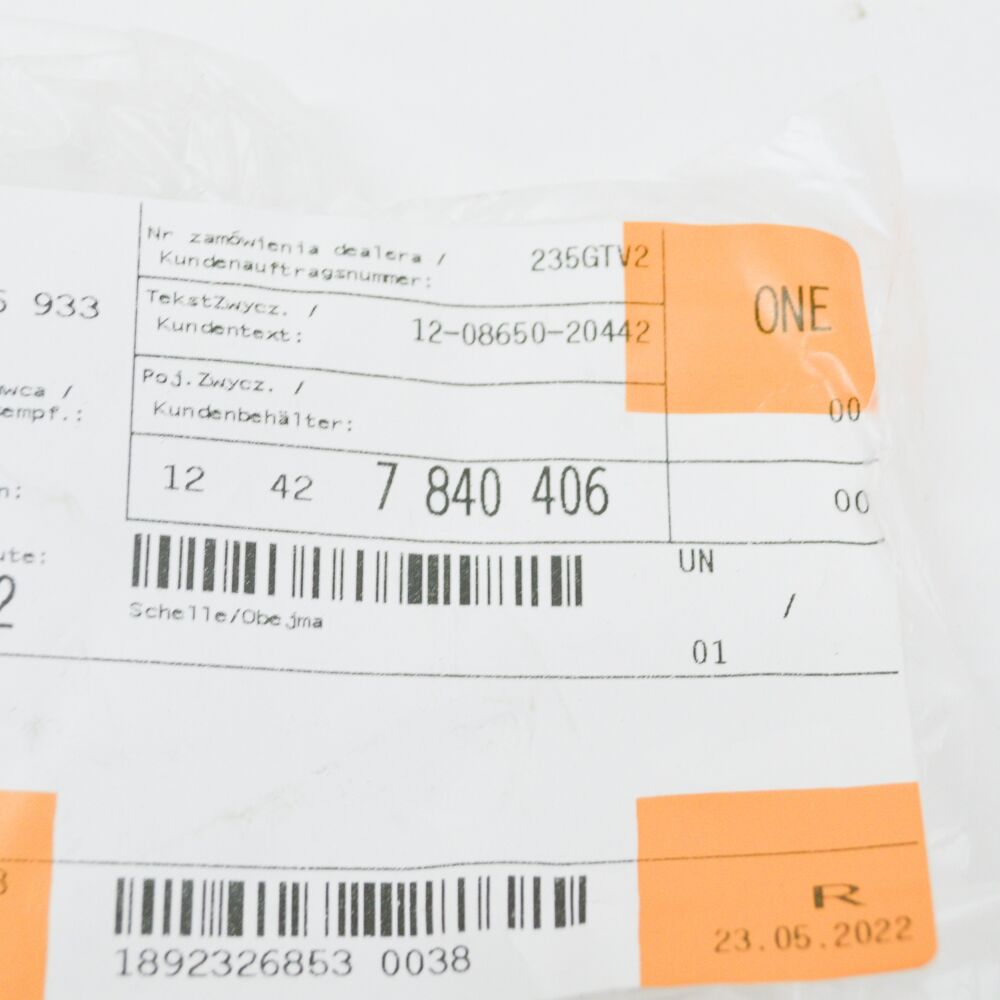 Nr zamówienia dealera /
Kundenauftragsnummer: 235GTV2
ONE
933
TekstZwycz. /
Kundentext: 12-08650-20442
wca /
empf.:
Poj.Zwycz. /
Kundenbehälter:
00
12 42 7 840 406 00
n:
UN
ute:
/
2
Schelle/Obejma
01
R
23.05.2022
1892326853 0038